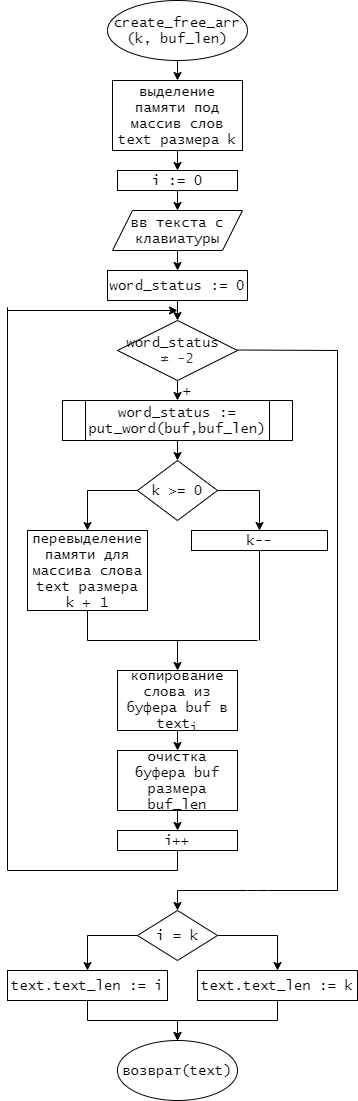 create_free_arr
(k, buf_len)
выделение
памяти под
массив слов
text размера k
i := 0
вв текста с
клавиатуры
word_status := 0
word_status
≠ -2
+
word_status :=
put_word(buf,buf_len)
k >= 0
перевыделение
памяти для
массива слова
text размера
k + 1
k--
копирование
слова из
буфера buf в
textᵢ
очистка
буфера buf
размера
buf_len
i++
i = k
text.text_len := i
text.text_len := k
возврат(text)